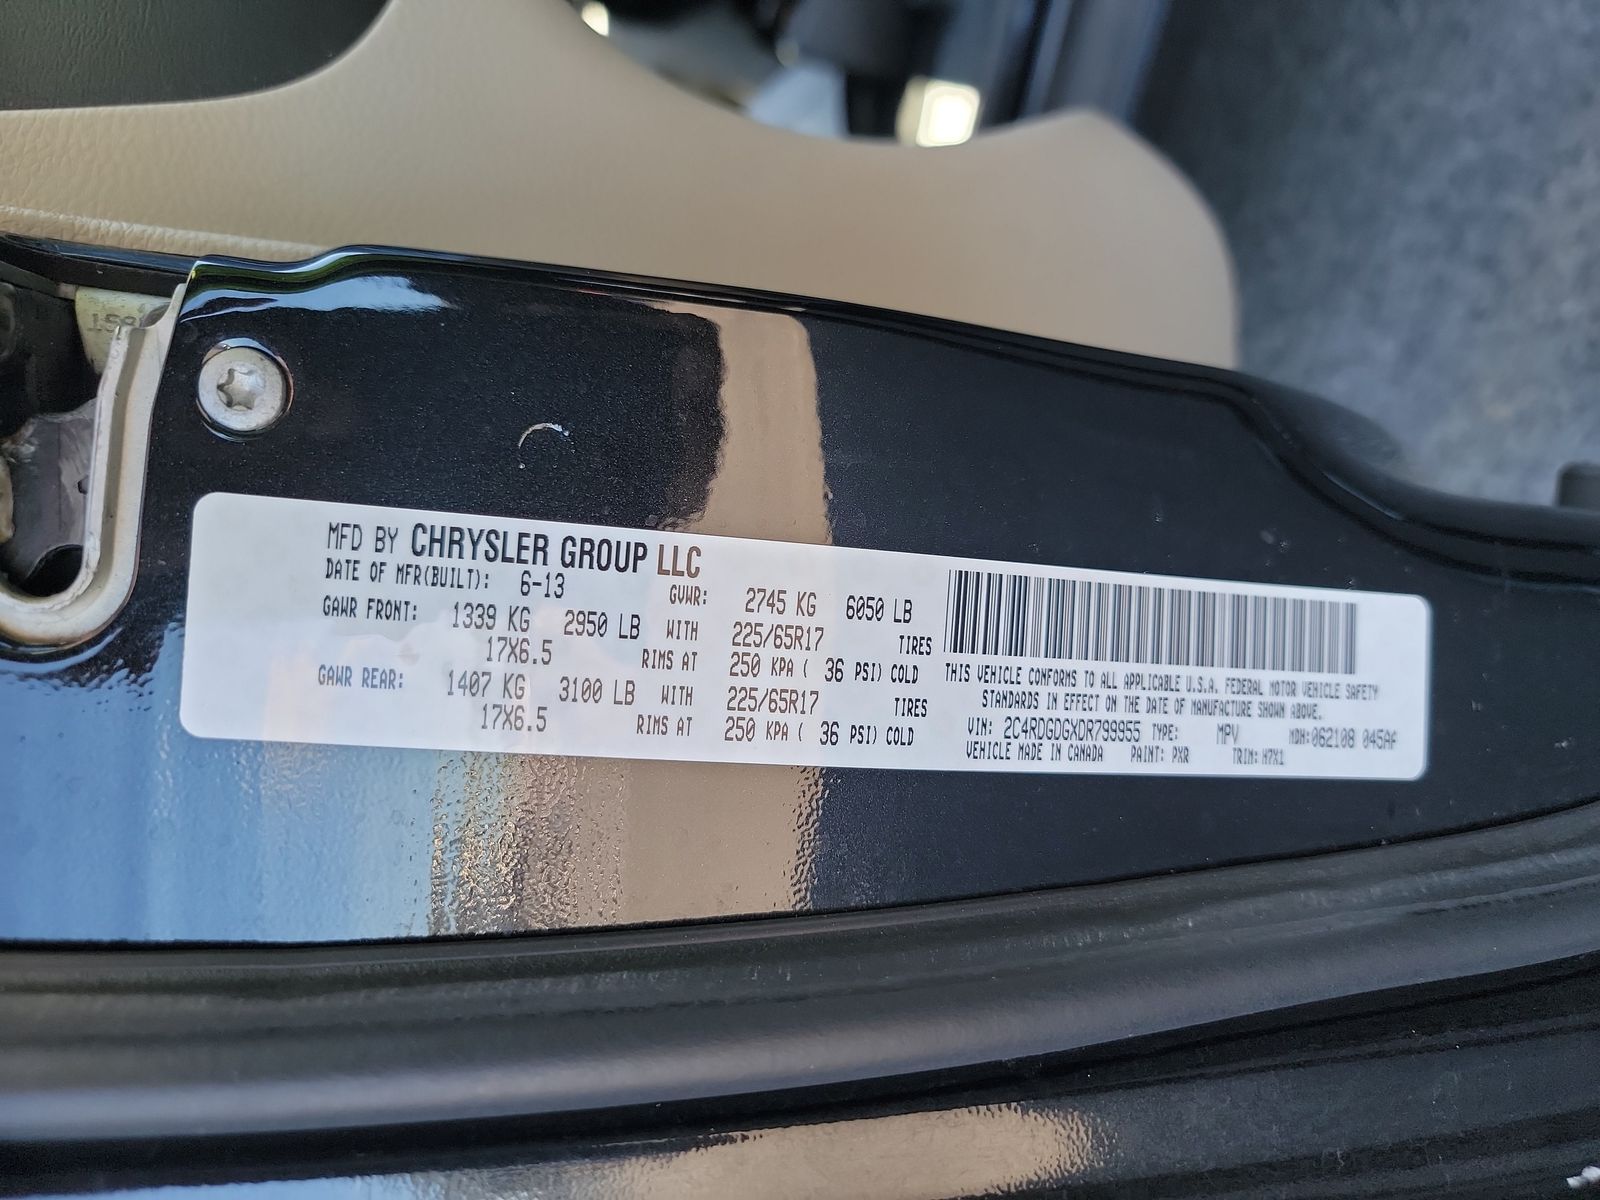 MFD BY CHRYSLER GROUP LLC
DATE OF MFR(BUILT): 6-13 GVWR: 2745 KG 6050 LB
GAWR FRONT: 1339 KG 2950 LB WITH 225/65R17 TIRES
17X6.5 RIMS AT 250 KPA ( 36 PSI) COLD
GAWR REAR: 1407 KG 3100 LB WITH 225/65R17 TIRES
17X6.5 RIMS AT 250 KPA ( 36 PSI) COLD
THIS VEHICLE CONFORMS TO ALL APPLICABLE U.S.A. FEDERAL MOTOR VEHICLE SAFETY
STANDARDS IN EFFECT ON THE DATE OF MANUFACTURE SHOWN ABOVE.
VIN: 2C4RDGDGXDR799955 TYPE: MPV MDH:062108 045AF
VEHICLE MADE IN CANADA PAINT: PXR TRIM: